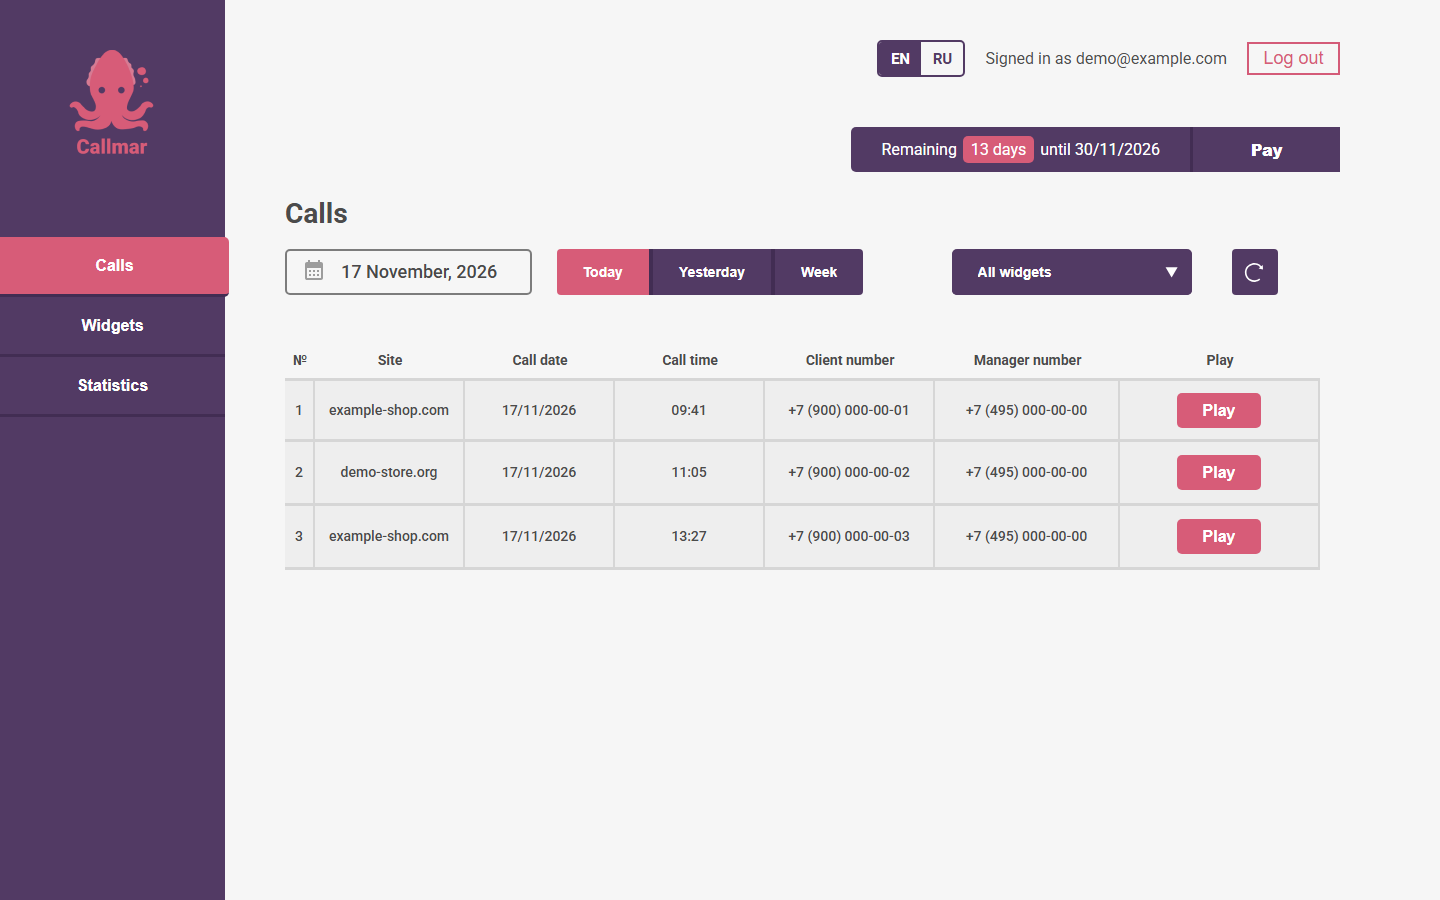 Callmar
Calls
Widgets
Statistics
EN RU Signed in as demo@example.com Log out
Remaining 13 days until 30/11/2026 Pay
Calls
17 November, 2026 Today Yesterday Week All widgets
№ Site Call date Call time Client number Manager number Play
1 example-shop.com 17/11/2026 09:41 +7 (900) 000-00-01 +7 (495) 000-00-00 Play
2 demo-store.org 17/11/2026 11:05 +7 (900) 000-00-02 +7 (495) 000-00-00 Play
3 example-shop.com 17/11/2026 13:27 +7 (900) 000-00-03 +7 (495) 000-00-00 Play